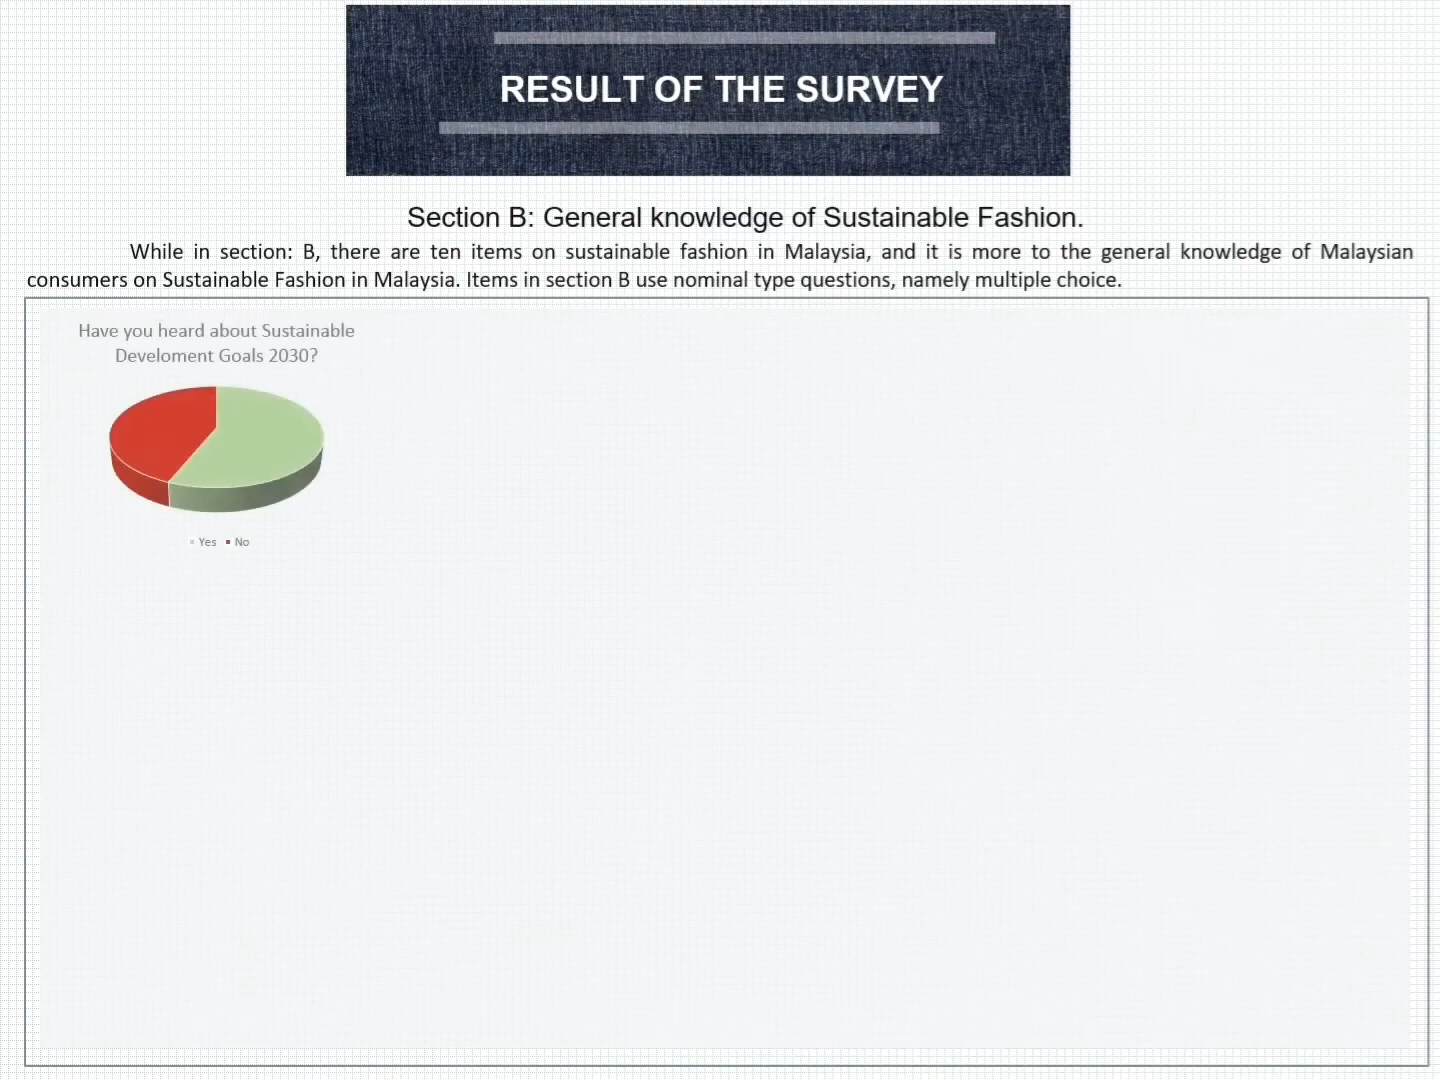 RESULT OF THE SURVEY
Section B: General knowledge of Sustainable Fashion.
While in section: B, there are ten items on sustainable fashion in Malaysia, and it is more to the general knowledge of Malaysian
consumers on Sustainable Fashion in Malaysia. Items in section B use nominal type questions, namely multiple choice.
Have you heard about Sustainable
Develoment Goals 2030?
Yes No